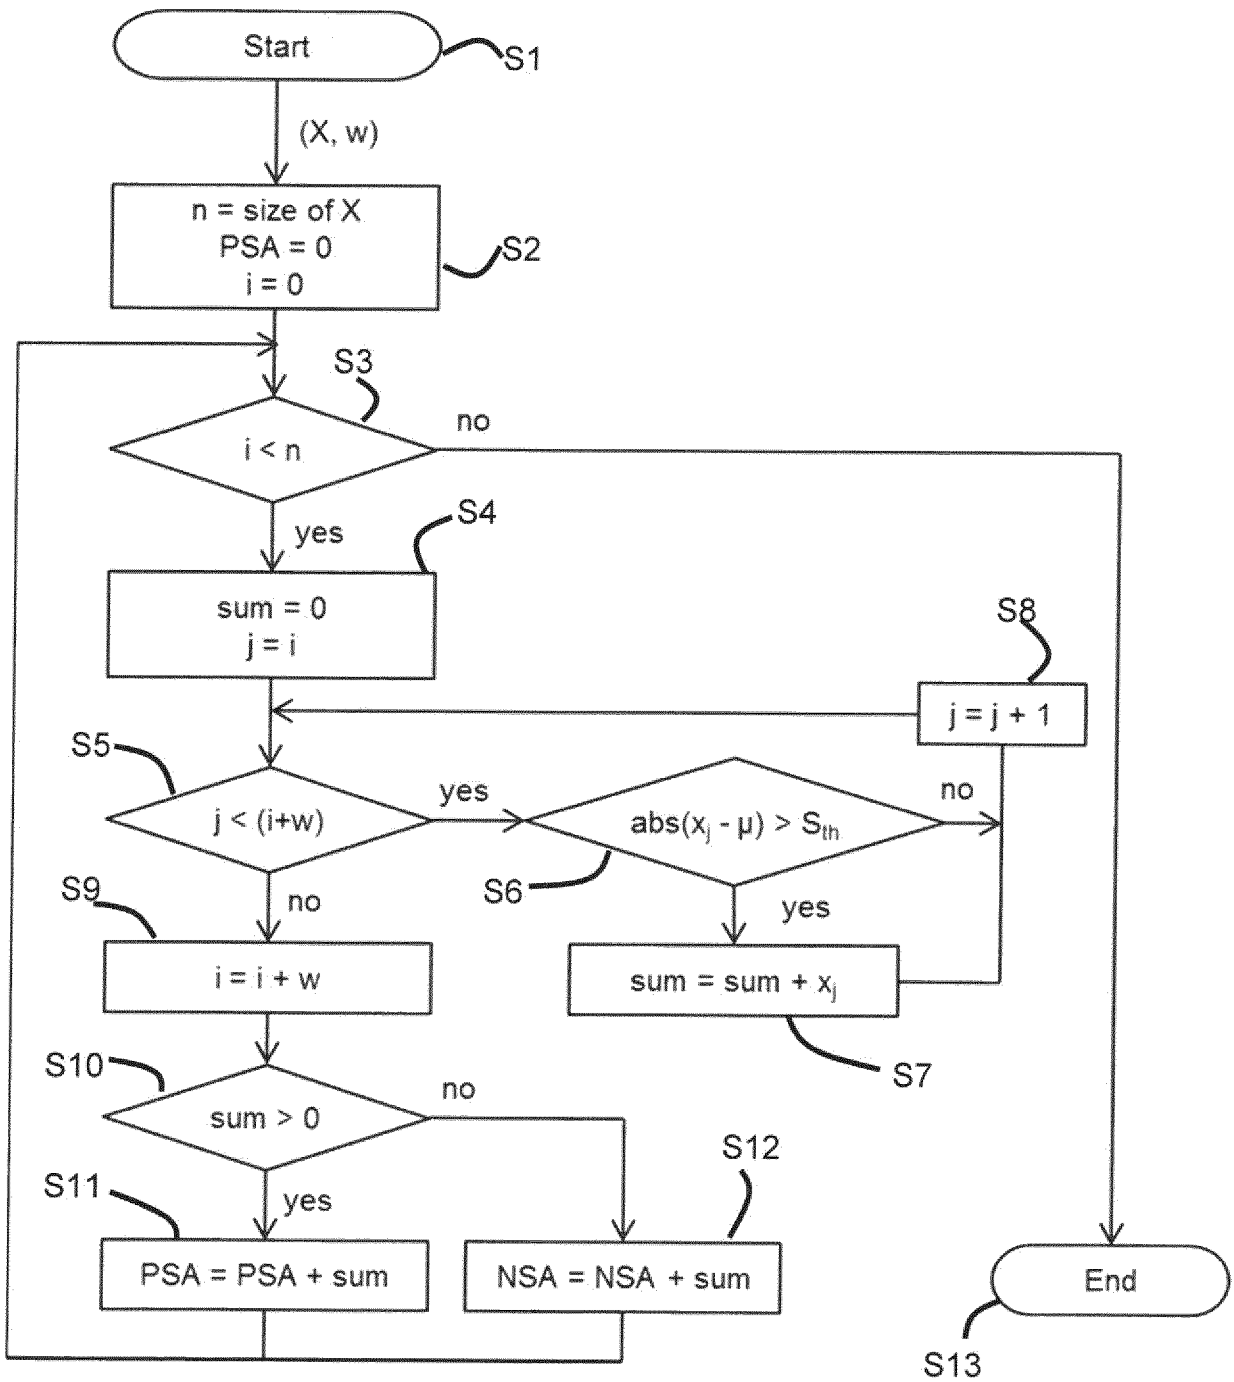 Start
S1
(X, w)
n = size of X
PSA = 0
i = 0
S2
S3
i < n
no
yes
S4
sum = 0
j = i
S8
j = j + 1
S5
j < (i+w)
yes
abs(xj - μ) > Sth
no
S6
yes
no
S9
i = i + w
sum = sum + xj
S7
S10
sum > 0
no
yes
S11
S12
PSA = PSA + sum
NSA = NSA + sum
End
S13